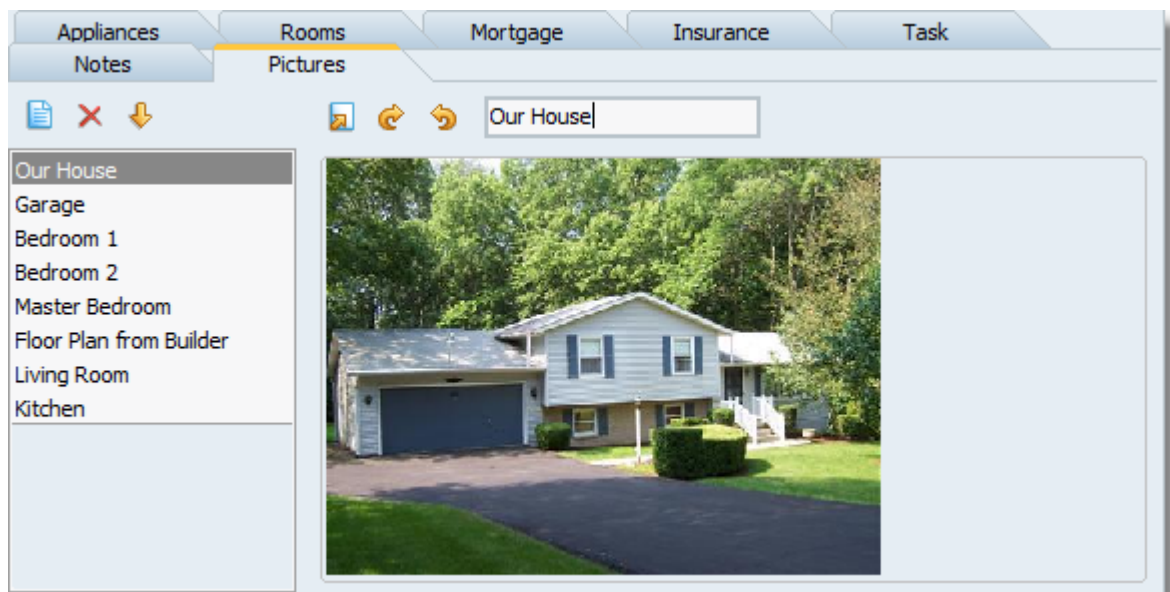 Appliances Rooms Mortgage Insurance Task
Notes Pictures
Our House
Our House
Garage
Bedroom 1
Bedroom 2
Master Bedroom
Floor Plan from Builder
Living Room
Kitchen